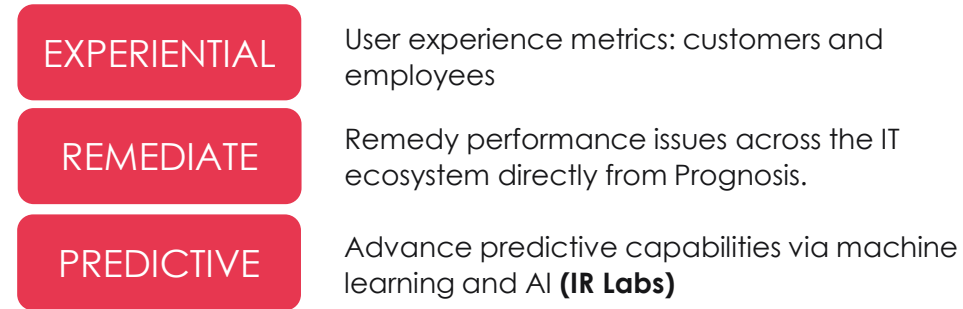 EXPERIENTIAL
User experience metrics: customers and
employees
REMEDIATE
Remedy performance issues across the IT
ecosystem directly from Prognosis.
PREDICTIVE
Advance predictive capabilities via machine
learning and AI (IR Labs)